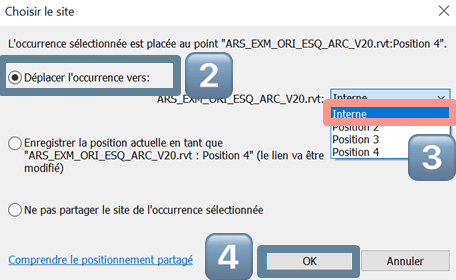 Choisir le site
L'occurrence sélectionnée est placée au point "ARS_EXM_ORI_ESQ_ARC_V20.rvt:Position 4".
2
Déplacer l'occurrence vers:
ARS_EXM_ORI_ESQ_ARC_V20.rvt: Interne
Interne
Position 2
Position 3
Position 4
3
Enregistrer la position actuelle en tant que
"ARS_EXM_ORI_ESQ_ARC_V20.rvt : Position 4" (le lien va être
modifié)
Ne pas partager le site de l'occurrence sélectionnée
4
Comprendre le positionnement partagé
OK
Annuler